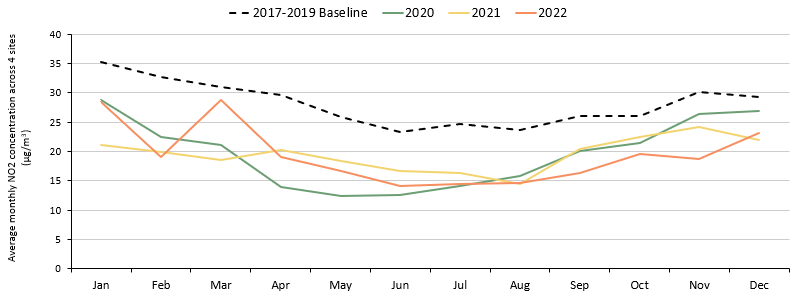 2017-2019 Baseline 2020 2021 2022
Average monthly NO2 concentration across 4 sites
(µg/m³)
40
35
30
25
20
15
10
5
0
Jan Feb Mar Apr May Jun Jul Aug Sep Oct Nov Dec